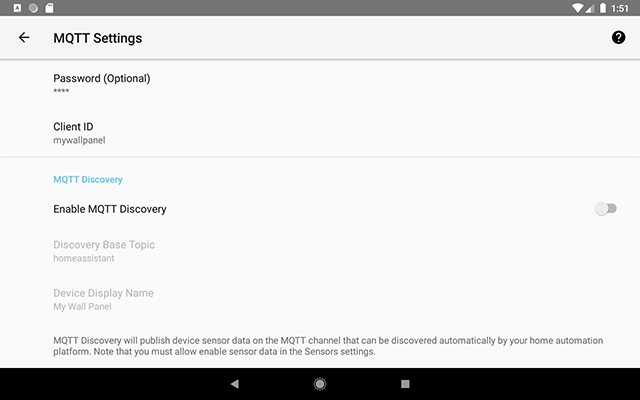 1:51
MQTT Settings
Password (Optional)
****
Client ID
mywallpanel
MQTT Discovery
Enable MQTT Discovery
Discovery Base Topic
homeassistant
Device Display Name
My Wall Panel
MQTT Discovery will publish device sensor data on the MQTT channel that can be discovered automatically by your home automation
platform. Note that you must allow enable sensor data in the Sensors settings.